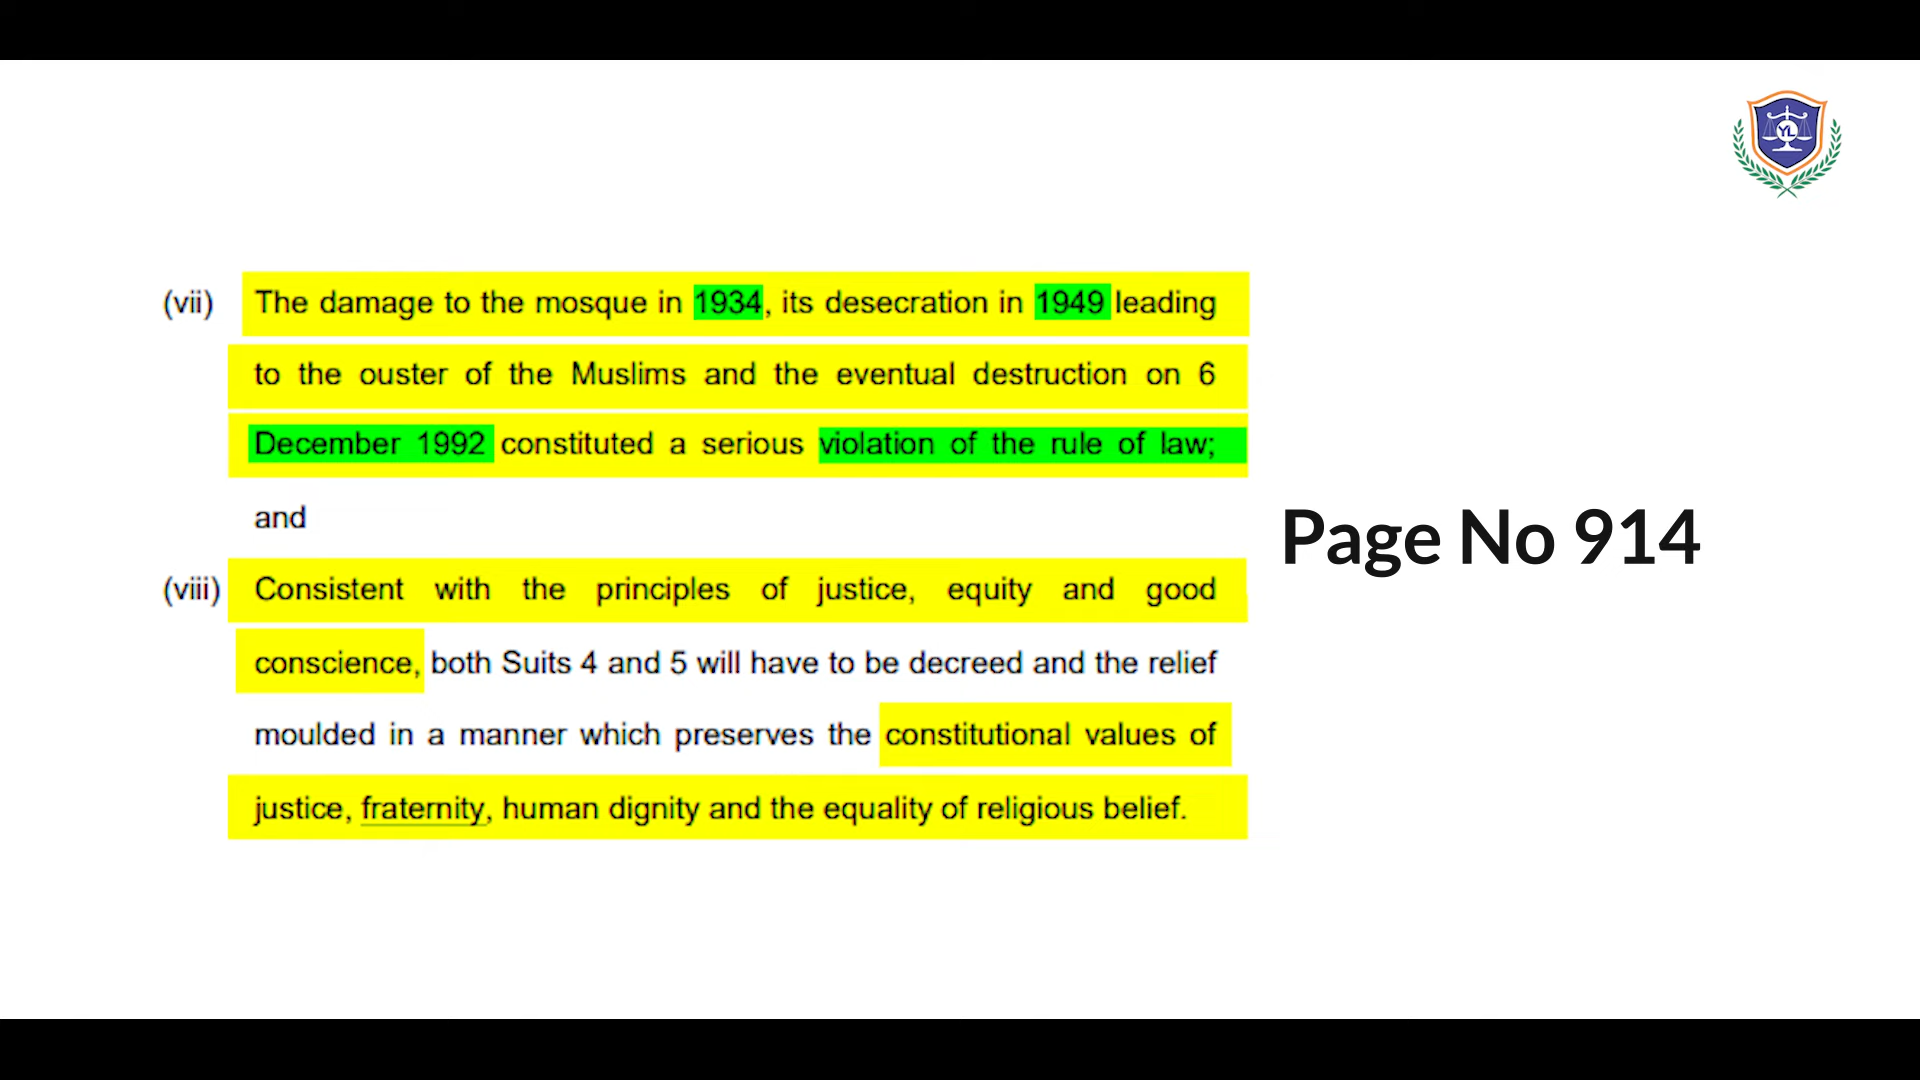 YL
(vii) The damage to the mosque in 1934, its desecration in 1949 leading
to the ouster of the Muslims and the eventual destruction on 6
December 1992 constituted a serious violation of the rule of law;
and
(viii) Consistent with the principles of justice, equity and good
conscience, both Suits 4 and 5 will have to be decreed and the relief
moulded in a manner which preserves the constitutional values of
justice, fraternity, human dignity and the equality of religious belief.
Page No 914